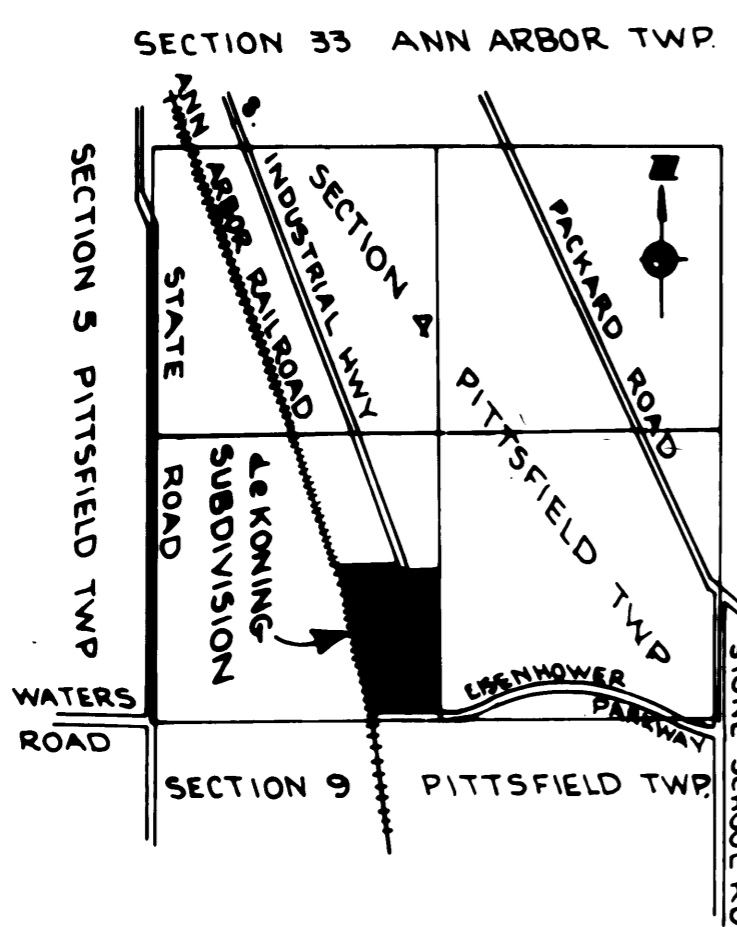 SECTION 33 ANN ARBOR TWP.
ANN ARBOR RAILROAD
S. INDUSTRIAL HWY
SECTION 4
PITTSFIELD TWP
PACKARD ROAD
SECTION 5 PITTSFIELD TWP
STATE ROAD
deKONING
SUBDIVISION
WATERS
ROAD
EISENHOWER
PARKWAY
STONE SCHOOL RD
SECTION 9 PITTSFIELD TWP.